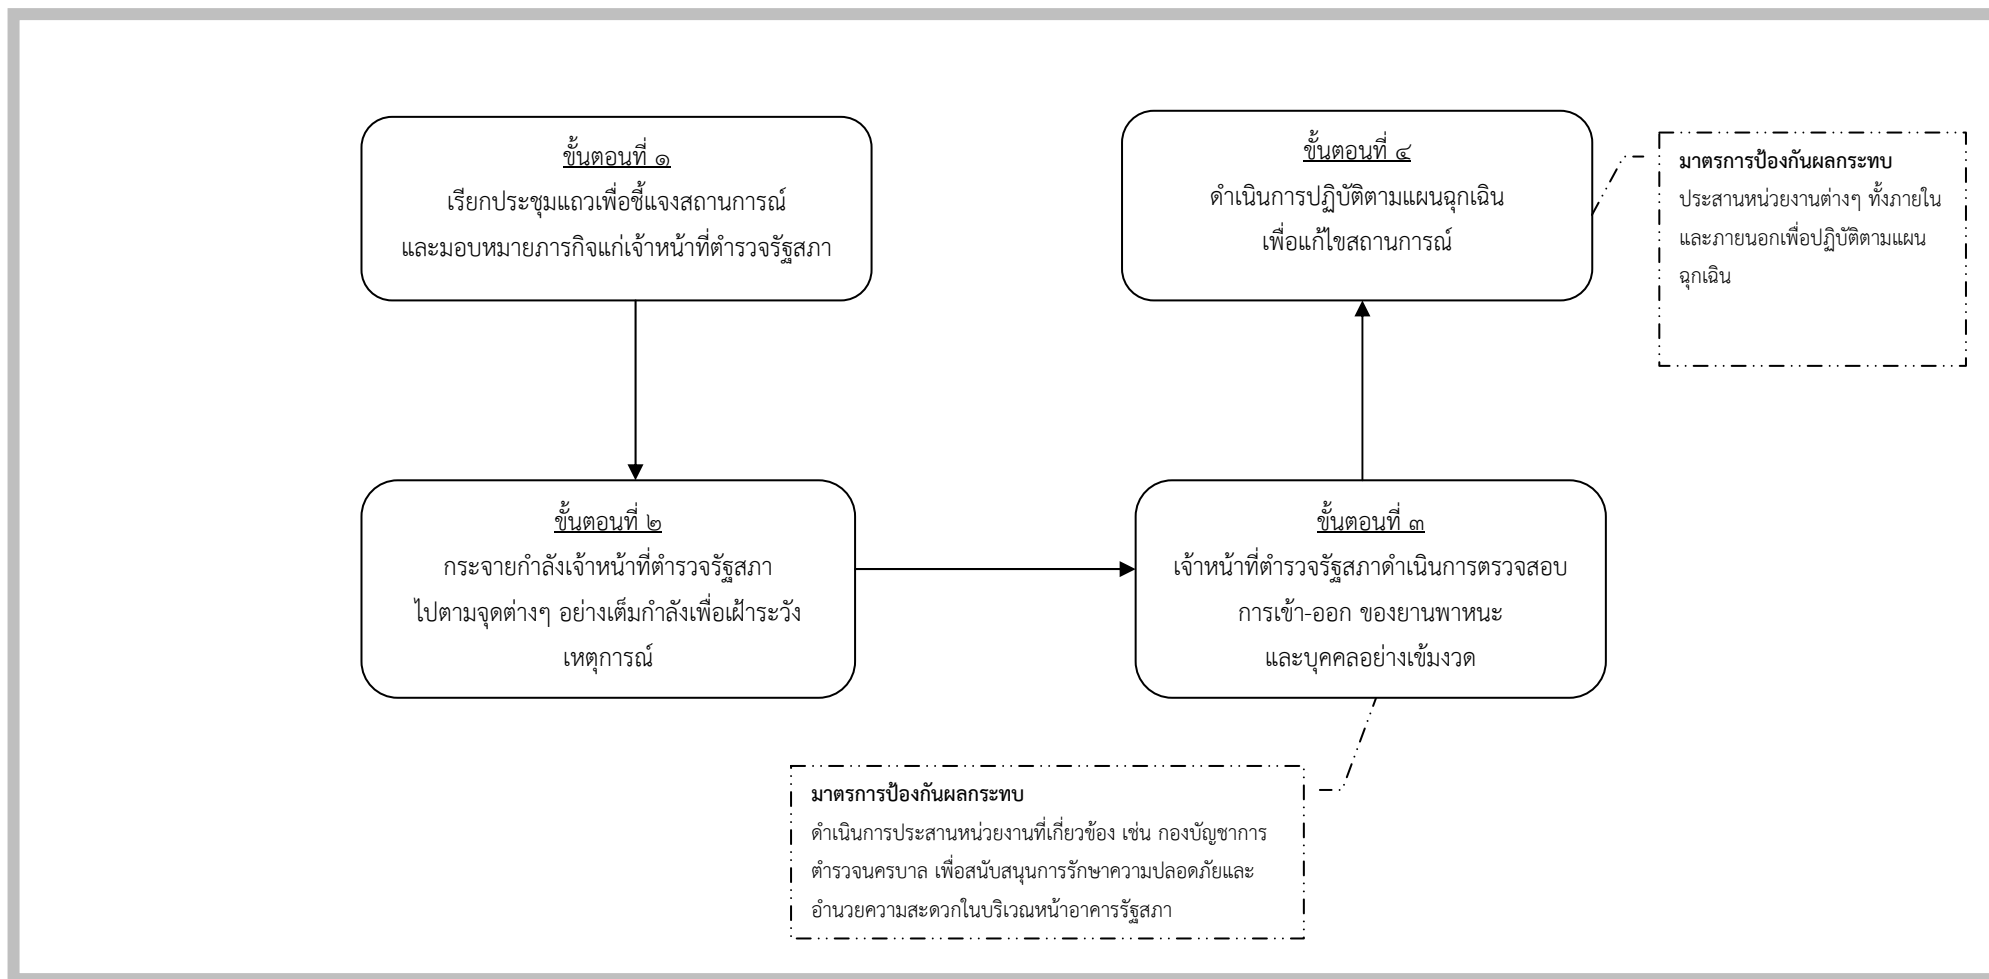 ขั้นตอนที่ ๑
เรียกประชุมแถวเพื่อชี้แจงสถานการณ์
และมอบหมายภารกิจแก่เจ้าหน้าที่ตำรวจรัฐสภา
ขั้นตอนที่ ๒
กระจายกำลังเจ้าหน้าที่ตำรวจรัฐสภา
ไปตามจุดต่างๆ อย่างเต็มกำลังเพื่อเฝ้าระวัง
เหตุการณ์
ขั้นตอนที่ ๓
เจ้าหน้าที่ตำรวจรัฐสภาดำเนินการตรวจสอบ
การเข้า-ออก ของยานพาหนะ
และบุคคลอย่างเข้มงวด
มาตรการป้องกันผลกระทบ
ดำเนินการประสานหน่วยงานที่เกี่ยวข้อง เช่น กองบัญชาการ
ตำรวจนครบาล เพื่อสนับสนุนการรักษาความปลอดภัยและ
อำนวยความสะดวกในบริเวณหน้าอาคารรัฐสภา
ขั้นตอนที่ ๔
ดำเนินการปฏิบัติตามแผนฉุกเฉิน
เพื่อแก้ไขสถานการณ์
มาตรการป้องกันผลกระทบ
ประสานหน่วยงานต่างๆ ทั้งภายใน
และภายนอกเพื่อปฏิบัติตามแผน
ฉุกเฉิน